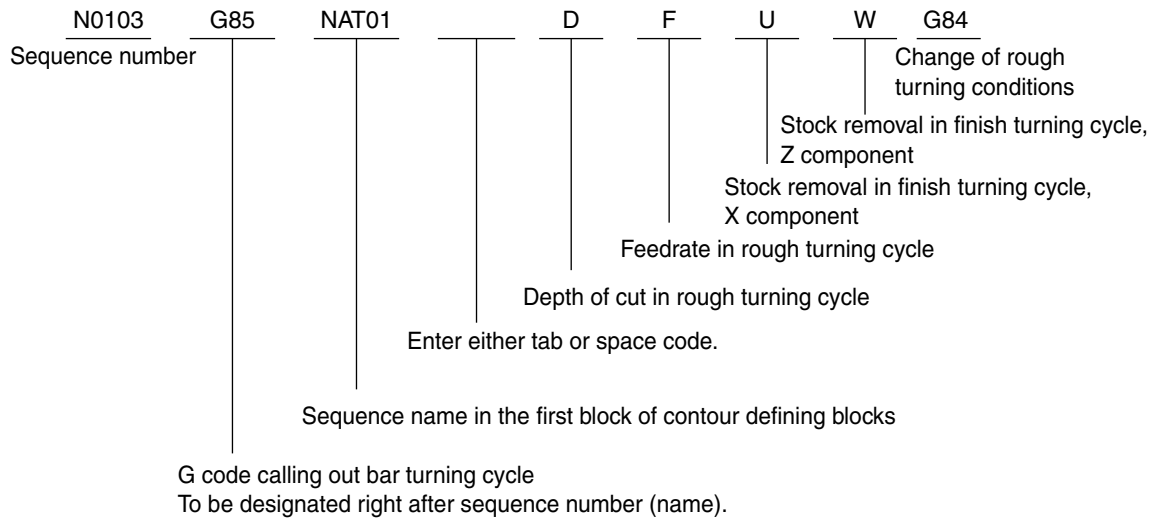 N0103 G85 NAT01 D F U W G84
Sequence number
Change of rough
turning conditions
Stock removal in finish turning cycle,
Z component
Stock removal in finish turning cycle,
X component
Feedrate in rough turning cycle
Depth of cut in rough turning cycle
Enter either tab or space code.
Sequence name in the first block of contour defining blocks
G code calling out bar turning cycle
To be designated right after sequence number (name).